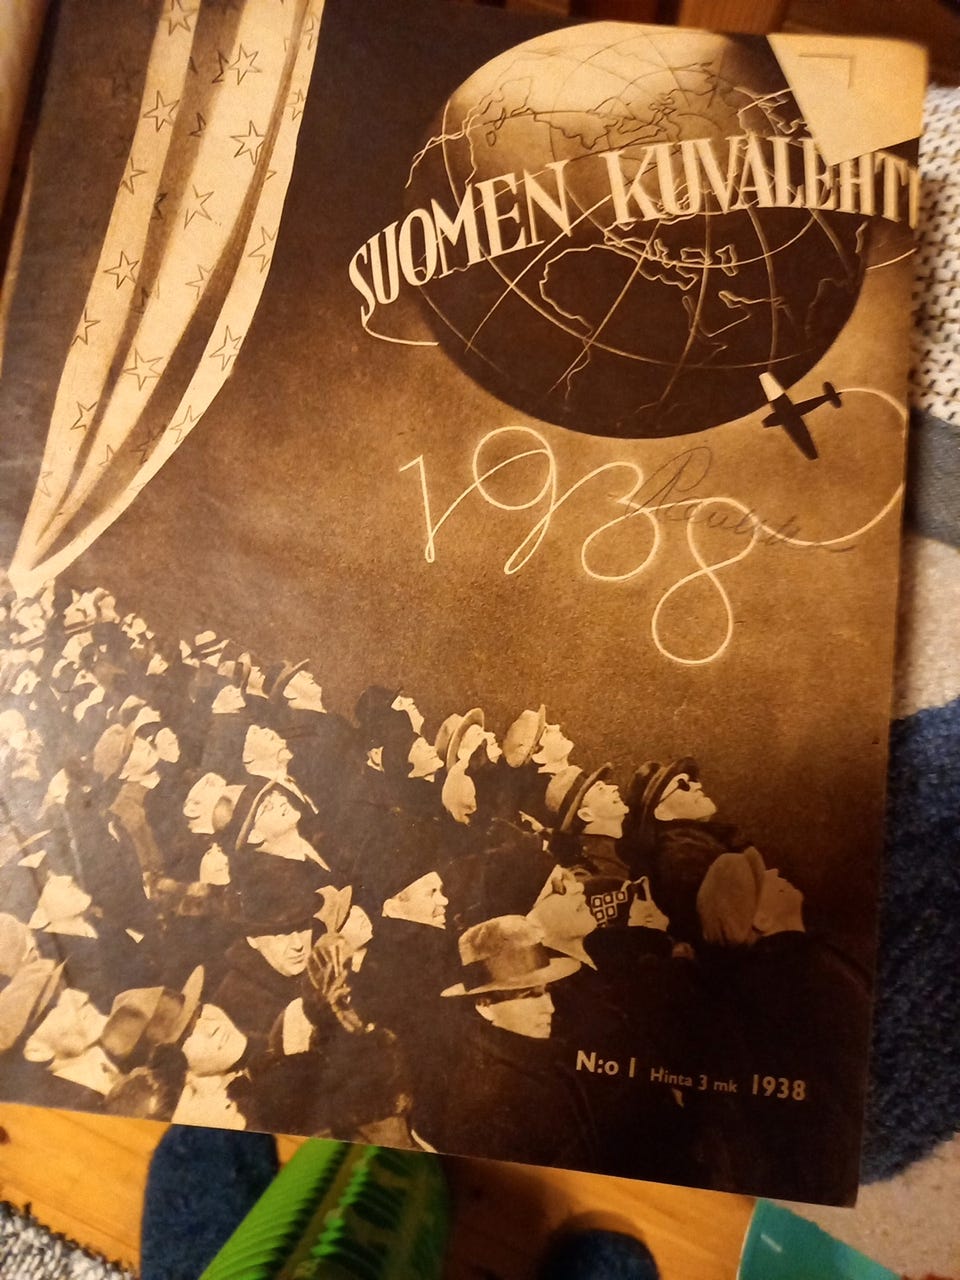 SUOMEN KUVALEHTI
1938
N:o 1 Hinta 3 mk 1938